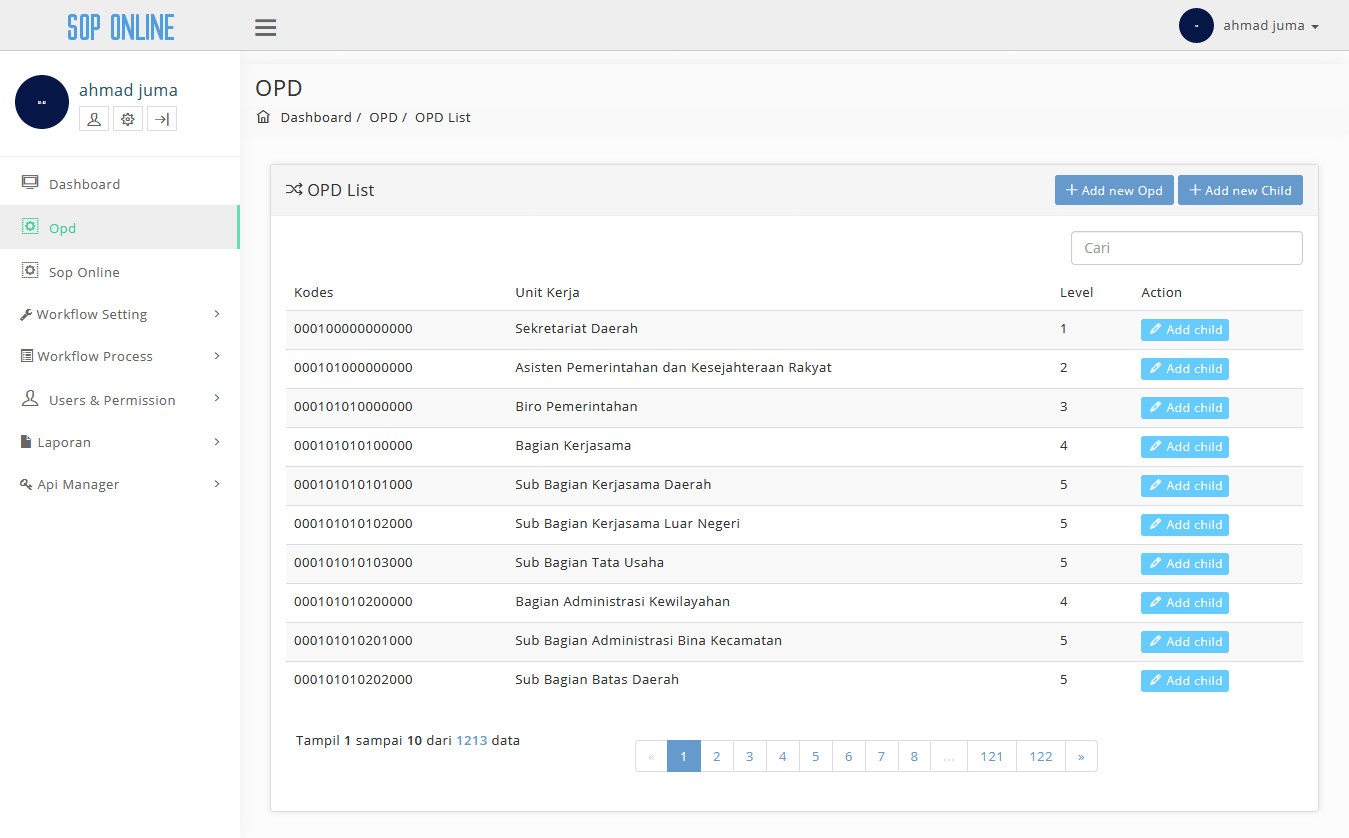 SOP ONLINE
ahmad juma
ahmad juma
Dashboard
Opd
Sop Online
Workflow Setting
Workflow Process
Users & Permission
Laporan
Api Manager
OPD
Dashboard / OPD / OPD List
OPD List
Add new Opd Add new Child
Cari
Kodes Unit Kerja Level Action
000100000000000 Sekretariat Daerah 1 Add child
000101000000000 Asisten Pemerintahan dan Kesejahteraan Rakyat 2 Add child
000101010000000 Biro Pemerintahan 3 Add child
000101010100000 Bagian Kerjasama 4 Add child
000101010101000 Sub Bagian Kerjasama Daerah 5 Add child
000101010102000 Sub Bagian Kerjasama Luar Negeri 5 Add child
000101010103000 Sub Bagian Tata Usaha 5 Add child
000101010200000 Bagian Administrasi Kewilayahan 4 Add child
000101010201000 Sub Bagian Administrasi Bina Kecamatan 5 Add child
000101010202000 Sub Bagian Batas Daerah 5 Add child
Tampil 1 sampai 10 dari 1213 data
« 1 2 3 4 5 6 7 8 ... 121 122 »